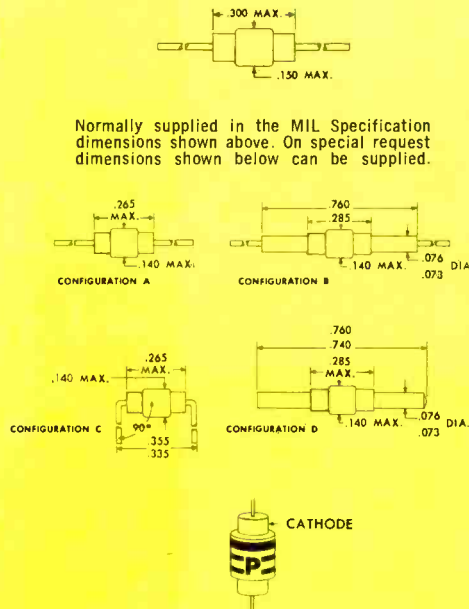 .300 MAX.
.150 MAX.
Normally supplied in the MIL Specification
dimensions shown above. On special request
dimensions shown below can be supplied.
.265
MAX.
.140 MAX.
CONFIGURATION A
.760
.285
MAX.
.140 MAX.
.076 DIA.
.073
CONFIGURATION B
.265
MAX.
.140 MAX.
90°
.355
.335
CONFIGURATION C
.760
.740
.285
MAX.
.140 MAX.
.076 DIA.
.073
CONFIGURATION D
CATHODE
P